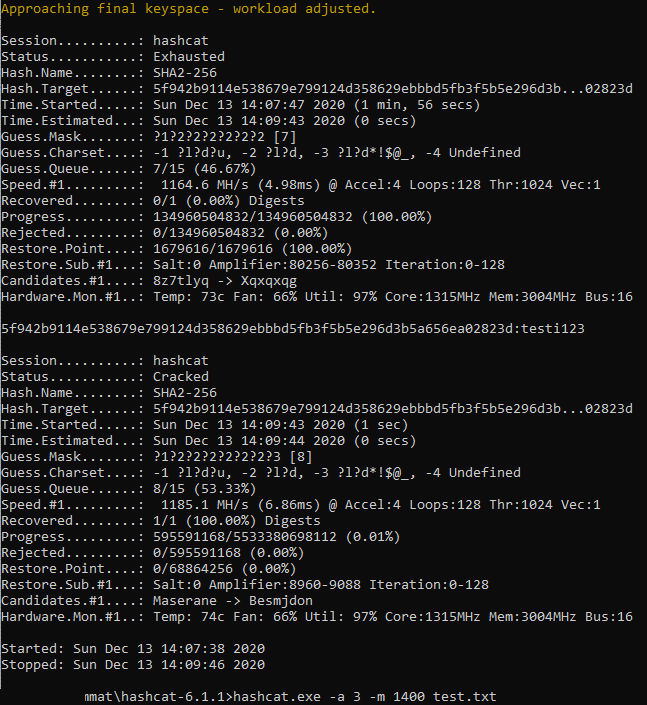 Approaching final keyspace - workload adjusted.
Session..........: hashcat
Status...........: Exhausted
Hash.Name........: SHA2-256
Hash.Target......: 5f942b9114e538679e799124d358629ebbbd5fb3f5b5e296d3b...02823d
Time.Started.....: Sun Dec 13 14:07:47 2020 (1 min, 56 secs)
Time.Estimated...: Sun Dec 13 14:09:43 2020 (0 secs)
Guess.Mask.......: ?1?2?2?2?2?2?2 [7]
Guess.Charset....: -1 ?l?d?u, -2 ?l?d, -3 ?l?d*!$@_, -4 Undefined
Guess.Queue......: 7/15 (46.67%)
Speed.#1.........:  1164.6 MH/s (4.98ms) @ Accel:4 Loops:128 Thr:1024 Vec:1
Recovered........: 0/1 (0.00%) Digests
Progress.........: 134960504832/134960504832 (100.00%)
Rejected.........: 0/134960504832 (0.00%)
Restore.Point....: 1679616/1679616 (100.00%)
Restore.Sub.#1...: Salt:0 Amplifier:80256-80352 Iteration:0-128
Candidates.#1....: 8z7tlyq -> Xqxqxqg
Hardware.Mon.#1..: Temp: 73c Fan: 66% Util: 97% Core:1315MHz Mem:3004MHz Bus:16
5f942b9114e538679e799124d358629ebbbd5fb3f5b5e296d3b5a656ea02823d:testi123
Session..........: hashcat
Status...........: Cracked
Hash.Name........: SHA2-256
Hash.Target......: 5f942b9114e538679e799124d358629ebbbd5fb3f5b5e296d3b...02823d
Time.Started.....: Sun Dec 13 14:09:43 2020 (1 sec)
Time.Estimated...: Sun Dec 13 14:09:44 2020 (0 secs)
Guess.Mask.......: ?1?2?2?2?2?2?2?3 [8]
Guess.Charset....: -1 ?l?d?u, -2 ?l?d, -3 ?l?d*!$@_, -4 Undefined
Guess.Queue......: 8/15 (53.33%)
Speed.#1.........:  1185.1 MH/s (6.86ms) @ Accel:4 Loops:128 Thr:1024 Vec:1
Recovered........: 1/1 (100.00%) Digests
Progress.........: 595591168/5533380698112 (0.01%)
Rejected.........: 0/595591168 (0.00%)
Restore.Point....: 0/68864256 (0.00%)
Restore.Sub.#1...: Salt:0 Amplifier:8960-9088 Iteration:0-128
Candidates.#1....: Maserane -> Besmjdon
Hardware.Mon.#1..: Temp: 74c Fan: 66% Util: 97% Core:1315MHz Mem:3004MHz Bus:16
Started: Sun Dec 13 14:07:38 2020
Stopped: Sun Dec 13 14:09:46 2020
mmat\hashcat-6.1.1>hashcat.exe -a 3 -m 1400 test.txt